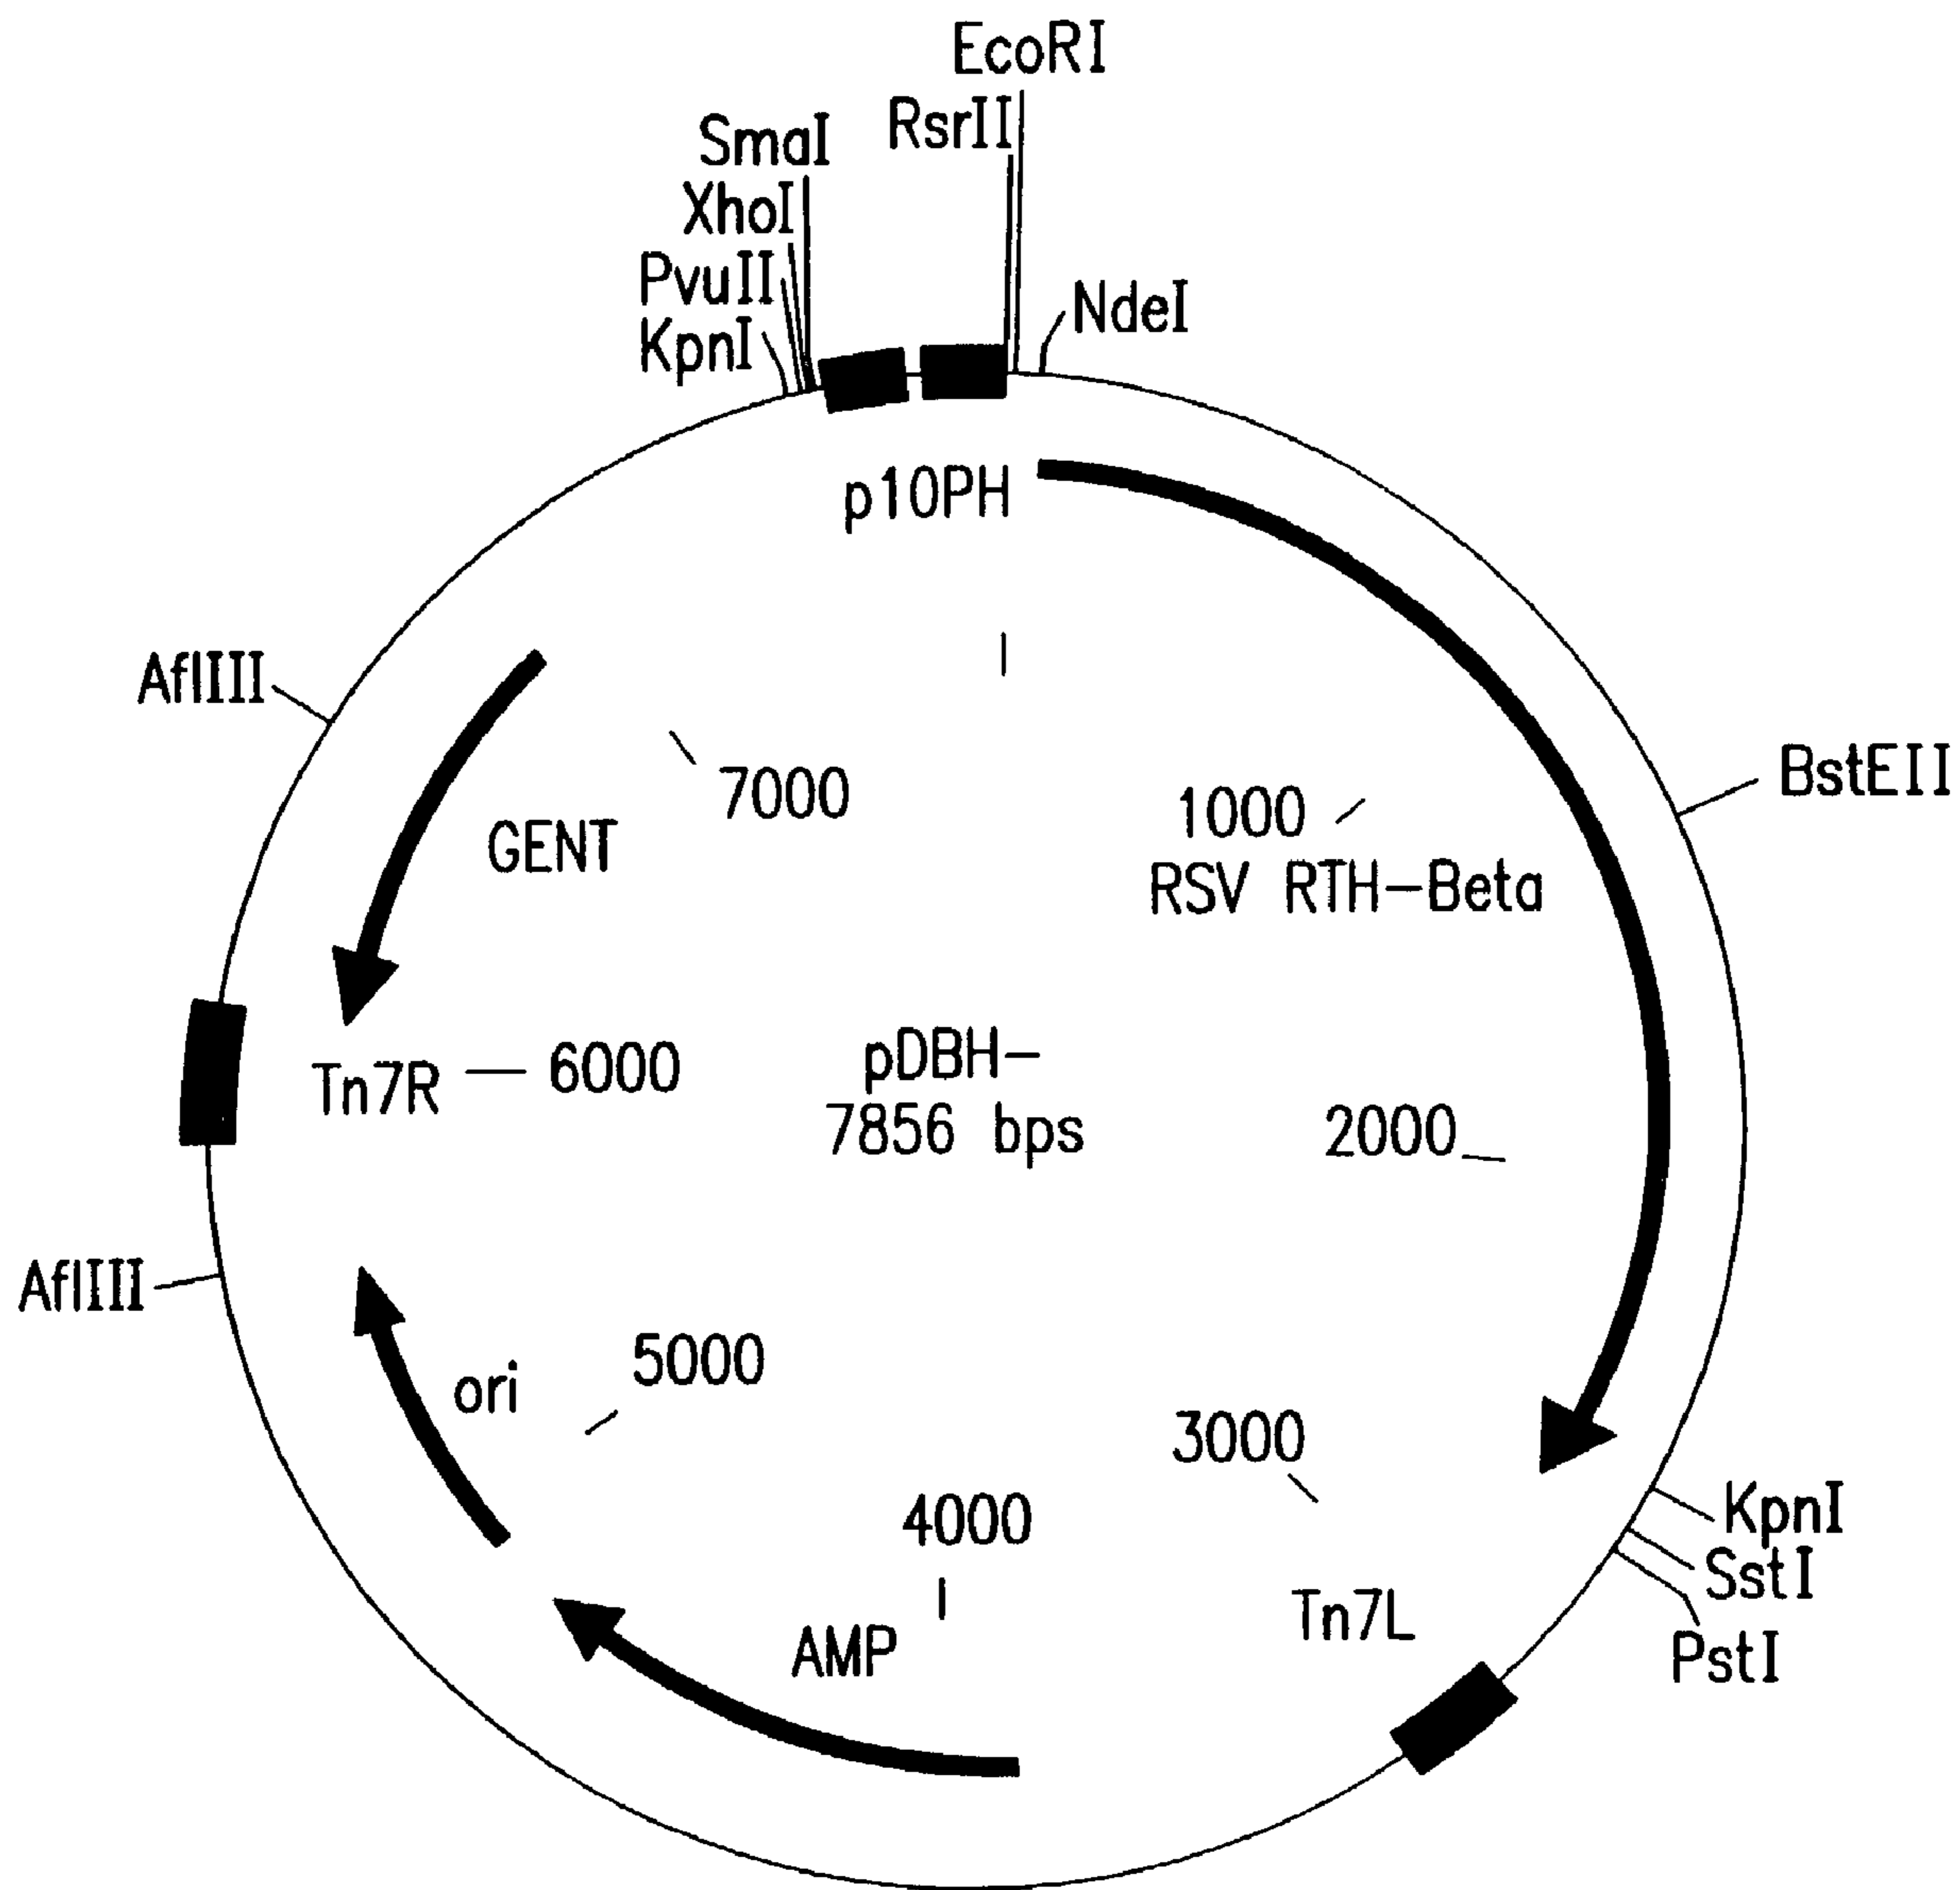 EcoRI
RsrII
SmaI
XhoI
PvuII
KpnI
NdeI
p10PH
AflIII
7000
GENT
BstEII
1000
RSV RTH-Beta
Tn7R
6000
pDBH-
7856 bps
2000
AflIII
ori
5000
3000
4000
KpnI
SstI
PstI
Tn7L
AMP